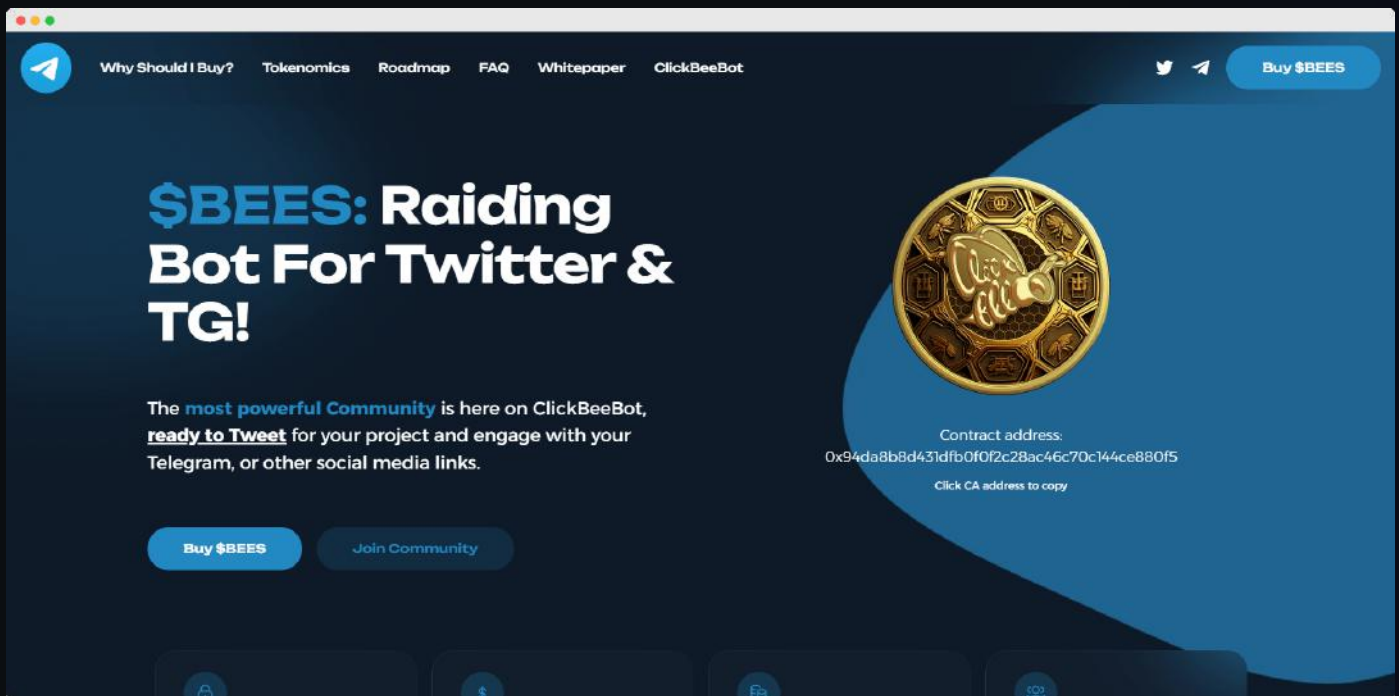 Why Should I Buy? Tokenomics Roadmap FAQ Whitepaper ClickBeeBot Buy $BEES
$BEES: Raiding
Bot For Twitter &
TG!
The most powerful Community is here on ClickBeeBot,
ready to Tweet for your project and engage with your
Telegram, or other social media links.
Buy $BEES Join Community
Click
Bee
Contract address:
0x94da8b8d431dfb0f0f2c28ac46c70c144ce880f5
Click CA address to copy